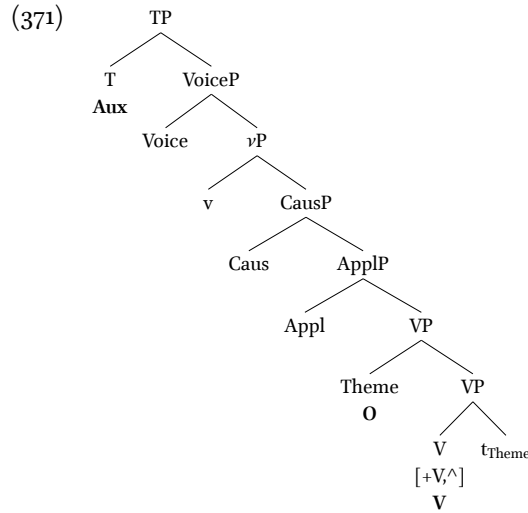 (371) TP
T VoiceP
Aux
Voice vP
v CausP
Caus ApplP
Appl VP
Theme VP
O
V tTheme
[+V,^]
V